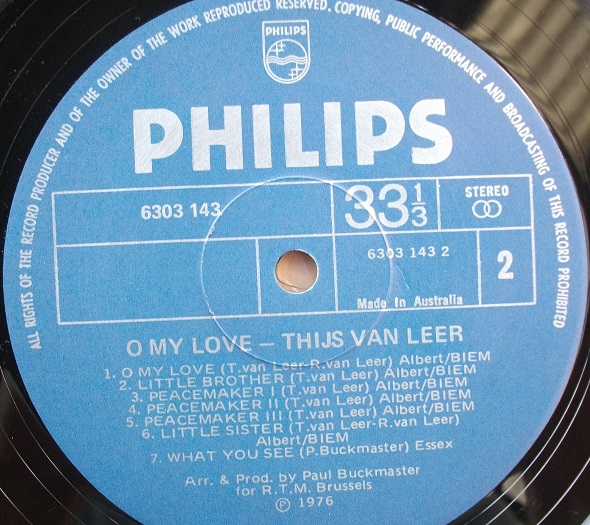 ALL RIGHTS OF THE RECORD PRODUCER AND OF THE OWNER OF THE WORK REPRODUCED RESERVED. COPYING, PUBLIC PERFORMANCE AND BROADCASTING OF THIS RECORD PROHIBITED
PHILIPS
PHILIPS
6303 143
33 1/3
STEREO
6303 143 2
2
Made In Australia
O MY LOVE – THIJS VAN LEER
1. O MY LOVE (T.van Leer-R.van Leer) Albert/BIEM
2. LITTLE BROTHER (T.van Leer) Albert/BIEM
3. PEACEMAKER I (T.van Leer) Albert/BIEM
4. PEACEMAKER II (T.van Leer) Albert/BIEM
5. PEACEMAKER III (T.van Leer) Albert/BIEM
6. LITTLE SISTER (T.van Leer-R.van Leer)
Albert/BIEM
7. WHAT YOU SEE (P.Buckmaster) Essex
Arr. & Prod. by Paul Buckmaster
for R.T.M. Brussels
℗ 1976